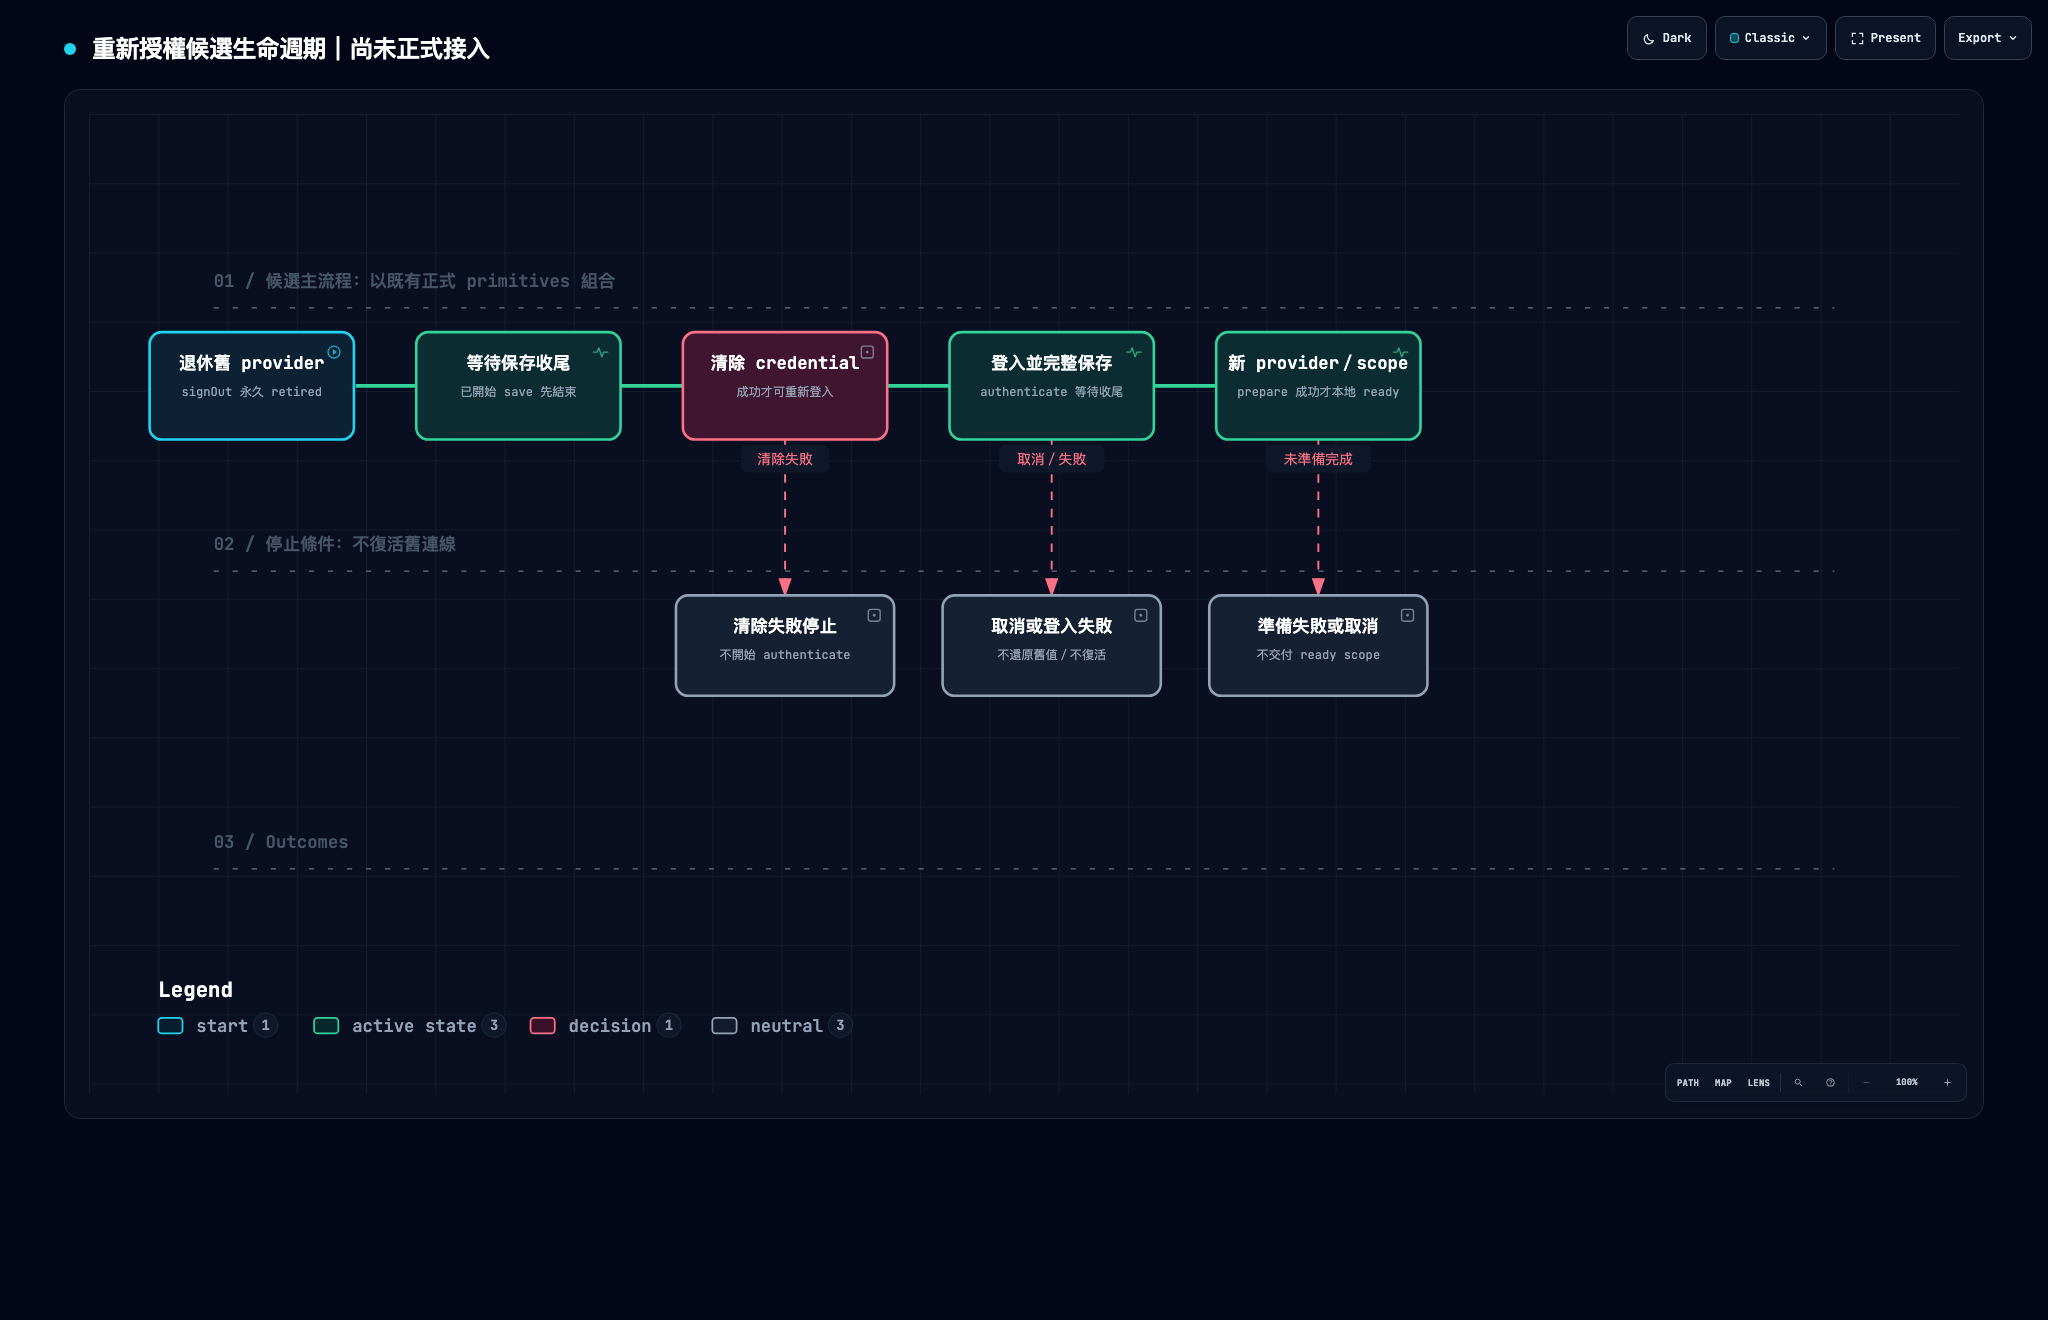 重新授權候選生命週期｜尚未正式接入
Dark
Classic
Present
Export
01 / 候選主流程：以既有正式 primitives 組合
退休舊 provider
signOut 永久 retired
等待保存收尾
已開始 save 先結束
清除 credential
成功才可重新登入
登入並完整保存
authenticate 等待收尾
新 provider／scope
prepare 成功才本地 ready
清除失敗
取消／失敗
未準備完成
02 / 停止條件：不復活舊連線
清除失敗停止
不開始 authenticate
取消或登入失敗
不還原舊值／不復活
準備失敗或取消
不交付 ready scope
03 / Outcomes
Legend
start 1
active state 3
decision 1
neutral 3
PATH MAP LENS − 100% +